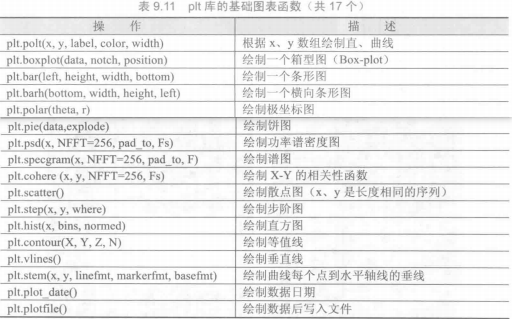 表 9.11 plt 库的基础图表函数（共 17 个）
操 作 描 述
plt.polt(x, y, label, color, width) 根据 x、y 数组绘制直、曲线
plt.boxplot(data, notch, position) 绘制一个箱型图（Box-plot）
plt.bar(left, height, width, bottom) 绘制一个条形图
plt.barh(bottom, width, height, left) 绘制一个横向条形图
plt.polar(theta, r) 绘制极坐标图
plt.pie(data,explode) 绘制饼图
plt.psd(x, NFFT=256, pad_to, Fs) 绘制功率谱密度图
plt.specgram(x, NFFT=256, pad_to, F) 绘制谱图
plt.cohere (x, y, NFFT=256, Fs) 绘制 X-Y 的相关性函数
plt.scatter() 绘制散点图（x、y 是长度相同的序列）
plt.step(x, y, where) 绘制步阶图
plt.hist(x, bins, normed) 绘制直方图
plt.contour(X, Y, Z, N) 绘制等值线
plt.vlines() 绘制垂直线
plt.stem(x, y, linefmt, markerfmt, basefmt) 绘制曲线每个点到水平轴线的垂线
plt.plot_date() 绘制数据日期
plt.plotfile() 绘制数据后写入文件